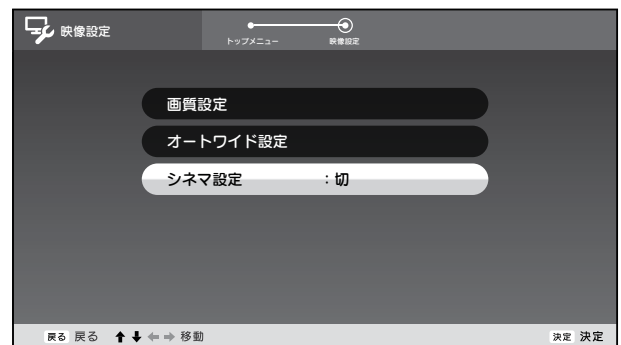 映像設定
トップメニュー 映像設定
画質設定
オートワイド設定
シネマ設定 :切
戻る 戻る 移動 決定 決定